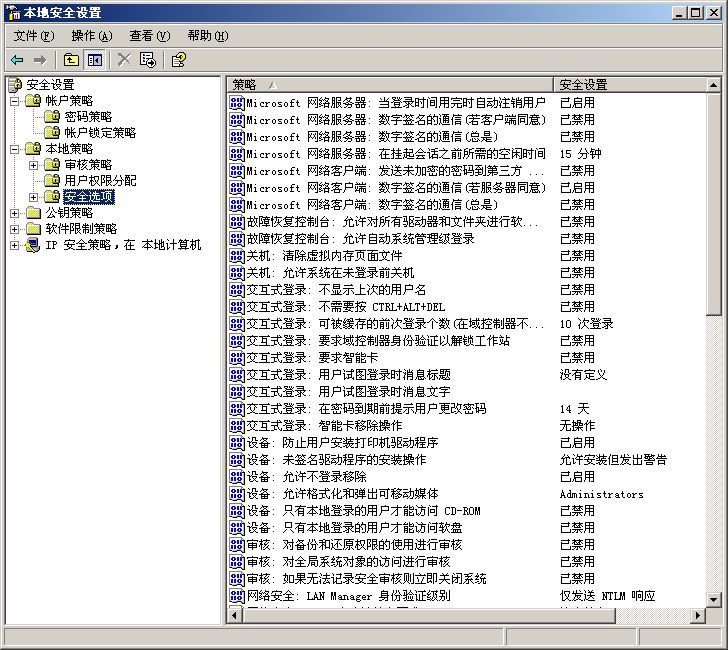 本地安全设置
文件(F) 操作(A) 查看(V) 帮助(H)
安全设置
帐户策略
密码策略
帐户锁定策略
本地策略
审核策略
用户权限分配
安全选项
公钥策略
软件限制策略
IP 安全策略，在 本地计算机
策略 安全设置
Microsoft 网络服务器: 当登录时间用完时自动注销用户 已启用
Microsoft 网络服务器: 数字签名的通信(若客户端同意) 已禁用
Microsoft 网络服务器: 数字签名的通信(总是) 已禁用
Microsoft 网络服务器: 在挂起会话之前所需的空闲时间 15 分钟
Microsoft 网络客户端: 发送未加密的密码到第三方 ... 已禁用
Microsoft 网络客户端: 数字签名的通信(若服务器同意) 已启用
Microsoft 网络客户端: 数字签名的通信(总是) 已禁用
故障恢复控制台: 允许对所有驱动器和文件夹进行软... 已禁用
故障恢复控制台: 允许自动系统管理级登录 已禁用
关机: 清除虚拟内存页面文件 已禁用
关机: 允许系统在未登录前关机 已禁用
交互式登录: 不显示上次的用户名 已禁用
交互式登录: 不需要按 CTRL+ALT+DEL 已禁用
交互式登录: 可被缓存的前次登录个数(在域控制器不... 10 次登录
交互式登录: 要求域控制器身份验证以解锁工作站 已禁用
交互式登录: 要求智能卡 已禁用
交互式登录: 用户试图登录时消息标题 没有定义
交互式登录: 用户试图登录时消息文字
交互式登录: 在密码到期前提示用户更改密码 14 天
交互式登录: 智能卡移除操作 无操作
设备: 防止用户安装打印机驱动程序 已启用
设备: 未签名驱动程序的安装操作 允许安装但发出警告
设备: 允许不登录移除 已启用
设备: 允许格式化和弹出可移动媒体 Administrators
设备: 只有本地登录的用户才能访问 CD-ROM 已禁用
设备: 只有本地登录的用户才能访问软盘 已禁用
审核: 对备份和还原权限的使用进行审核 已禁用
审核: 对全局系统对象的访问进行审核 已禁用
审核: 如果无法记录安全审核则立即关闭系统 已禁用
网络安全: LAN Manager 身份验证级别 仅发送 NTLM 响应